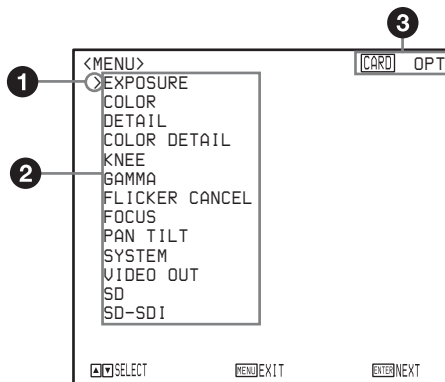 3
<MENU> CARD OPT
1
>EXPOSURE
COLOR
DETAIL
COLOR DETAIL
KNEE
2
GAMMA
FLICKER CANCEL
FOCUS
PAN TILT
SYSTEM
VIDEO OUT
SD
SD-SDI
▲▼SELECT MENU EXIT ENTER NEXT